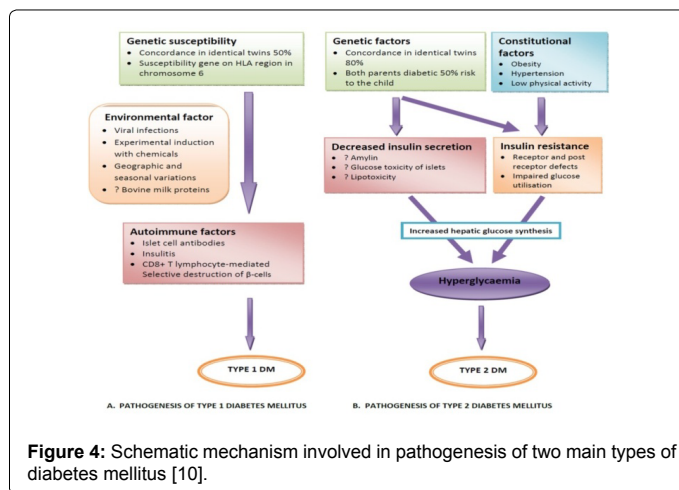 Genetic susceptibility
• Concordance in identical twins 50%
• Susceptibility gene on HLA region in
chromosome 6
Environmental factor
• Viral infections
• Experimental induction
with chemicals
• Geographic and
seasonal variations
• ? Bovine milk proteins
Autoimmune factors
• Islet cell antibodies
• Insulitis
• CD8+ T lymphocyte-mediated
Selective destruction of β-cells
TYPE 1 DM
A. PATHOGENESIS OF TYPE 1 DIABETES MELLITUS
Genetic factors
• Concordance in identical twins
80%
• Both parents diabetic 50% risk
to the child
Constitutional
factors
• Obesity
• Hypertension
• Low physical activity
Decreased insulin secretion
• ? Amylin
• ? Glucose toxicity of islets
• ? Lipotoxicity
Insulin resistance
• Receptor and post
receptor defects
• Impaired glucose
utilisation
Increased hepatic glucose synthesis
Hyperglycaemia
TYPE 2 DM
B. PATHOGENESIS OF TYPE 2 DIABETES MELLITUS
Figure 4: Schematic mechanism involved in pathogenesis of two main types of
diabetes mellitus [10].